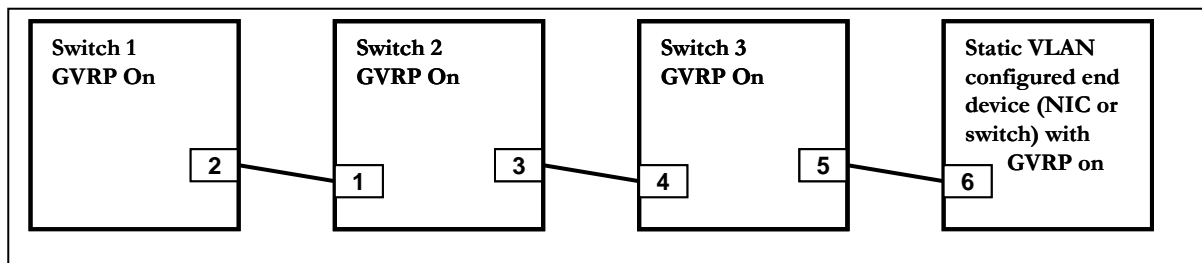 Switch 1
GVRP On
2
Switch 2
GVRP On
1
3
Switch 3
GVRP On
4
5
Static VLAN
configured end
device (NIC or
switch) with
GVRP on
6